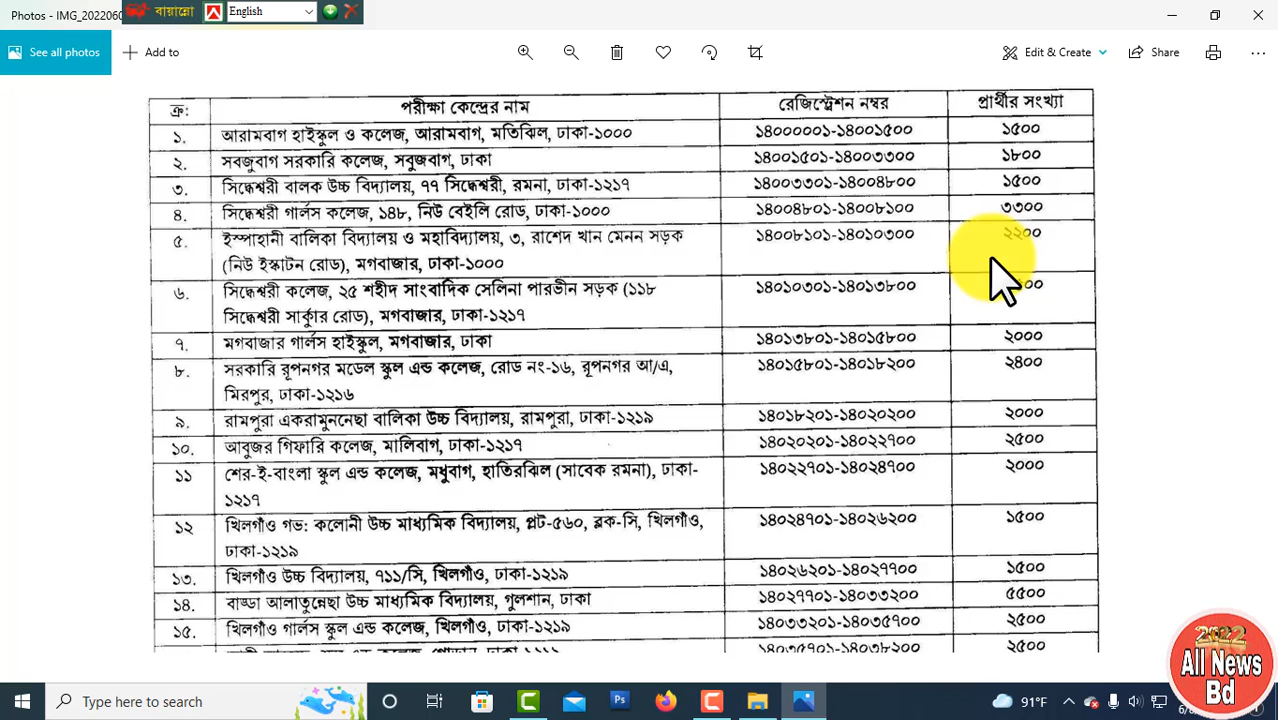 Photos - IMG_202206
বায়ান্নো
English
See all photos
Add to
Edit & Create
Share
ক্র: পরীক্ষা কেন্দ্রের নাম রেজিস্ট্রেশন নম্বর প্রার্থীর সংখ্যা
১. আরামবাগ হাইস্কুল ও কলেজ, আরামবাগ, মতিঝিল, ঢাকা-১০০০ ১৪০০০০০১-১৪০০১৫০০ ১৫০০
২. সবজুবাগ সরকারি কলেজ, সবুজবাগ, ঢাকা ১৪০০১৫০১-১৪০০৩৩০০ ১৮০০
৩. সিদ্ধেশ্বরী বালক উচ্চ বিদ্যালয়, ৭৭ সিদ্ধেশ্বরী, রমনা, ঢাকা-১২১৭ ১৪০০৩৩০১-১৪০০৪৮০০ ১৫০০
৪. সিদ্ধেশ্বরী গার্লস কলেজ, ১৪৮, নিউ বেইলি রোড, ঢাকা-১০০০ ১৪০০৪৮০১-১৪০০৮১০০ ৩৩০০
৫. ইস্পাহানী বালিকা বিদ্যালয় ও মহাবিদ্যালয়, ৩, রাশেদ খান মেনন সড়ক ১৪০০৮১০১-১৪০১০৩০০ ২২০০
(নিউ ইস্কাটন রোড), মগবাজার, ঢাকা-১০০০
৬. সিদ্ধেশ্বরী কলেজ, ২৫ শহীদ সাংবাদিক সেলিনা পারভীন সড়ক (১১৮ ১৪০১০৩০১-১৪০১৩৮০০
সিদ্ধেশ্বরী সার্কুার রোড), মগবাজার, ঢাকা-১২১৭
৭. মগবাজার গার্লস হাইস্কুল, মগবাজার, ঢাকা ১৪০১৩৮০১-১৪০১৫৮০০ ২০০০
৮. সরকারি রূপনগর মডেল স্কুল এন্ড কলেজ, রোড নং-১৬, রূপনগর আ/এ, ১৪০১৫৮০১-১৪০১৮২০০ ২৪০০
মিরপুর, ঢাকা-১২১৬
৯. রামপুরা একরামুননেছা বালিকা উচ্চ বিদ্যালয়, রামপুরা, ঢাকা-১২১৯ ১৪০১৮২০১-১৪০২০২০০ ২০০০
১০. আবুজর গিফারি কলেজ, মালিবাগ, ঢাকা-১২১৭ ১৪০২০২০১-১৪০২২৭০০ ২৫০০
১১ শের-ই-বাংলা স্কুল এন্ড কলেজ, মধুবাগ, হাতিরঝিল (সাবেক রমনা), ঢাকা- ১৪০২২৭০১-১৪০২৪৭০০ ২০০০
১২১৭
১২ খিলগাঁও গভ: কলোনী উচ্চ মাধ্যমিক বিদ্যালয়, প্লট-৫৬০, ব্লক-সি, খিলগাঁও, ১৪০২৪৭০১-১৪০২৬২০০ ১৫০০
ঢাকা-১২১৯
১৩. খিলগাঁও উচ্চ বিদ্যালয়, ৭১১/সি, খিলগাঁও, ঢাকা-১২১৯ ১৪০২৬২০১-১৪০২৭৭০০ ১৫০০
১৪. বাড্ডা আলাতুন্নেছা উচ্চ মাধ্যমিক বিদ্যালয়, গুলশান, ঢাকা ১৪০২৭৭০১-১৪০৩৩২০০ ৫৫০০
১৫. খিলগাঁও গার্লস স্কুল এন্ড কলেজ, খিলগাঁও, ঢাকা-১২১৯ ১৪০৩৩২০১-১৪০৩৫৭০০ ২৫০০
১৪০৩৫৭০১-১৪০৩৮২০০ ২৫০০
2022
All News
Bd
Type here to search
Ps
91°F